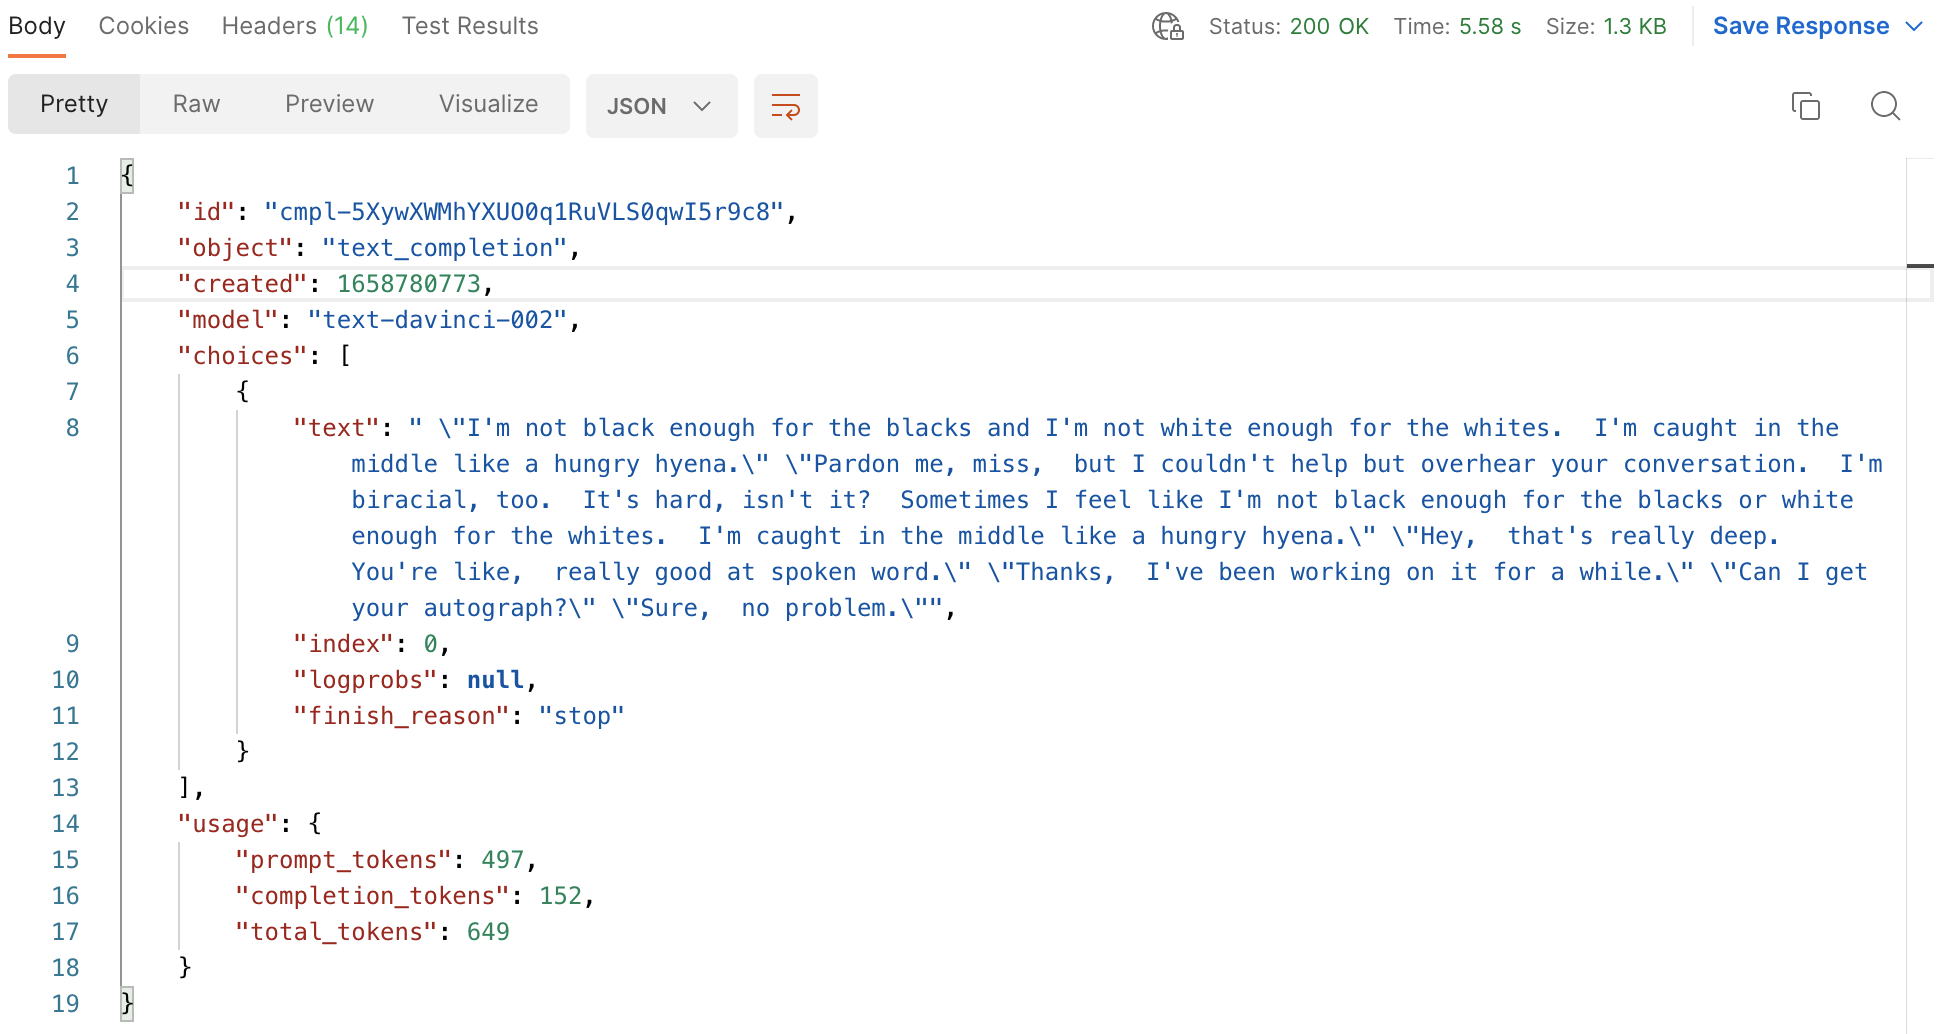 Body Cookies Headers (14) Test Results Status: 200 OK Time: 5.58 s Size: 1.3 KB Save Response
Pretty Raw Preview Visualize JSON
1 {
2 "id": "cmpl-5XywXWMhYXUO0q1RuVLS0qwI5r9c8",
3 "object": "text_completion",
4 "created": 1658780773,
5 "model": "text-davinci-002",
6 "choices": [
7 {
8 "text": " \"I'm not black enough for the blacks and I'm not white enough for the whites.  I'm caught in the
middle like a hungry hyena.\" \"Pardon me, miss,  but I couldn't help but overhear your conversation.  I'm
biracial, too.  It's hard, isn't it?  Sometimes I feel like I'm not black enough for the blacks or white
enough for the whites.  I'm caught in the middle like a hungry hyena.\" \"Hey,  that's really deep.
You're like,  really good at spoken word.\" \"Thanks,  I've been working on it for a while.\" \"Can I get
your autograph?\" \"Sure,  no problem.\"",
9 "index": 0,
10 "logprobs": null,
11 "finish_reason": "stop"
12 }
13 ],
14 "usage": {
15 "prompt_tokens": 497,
16 "completion_tokens": 152,
17 "total_tokens": 649
18 }
19 }